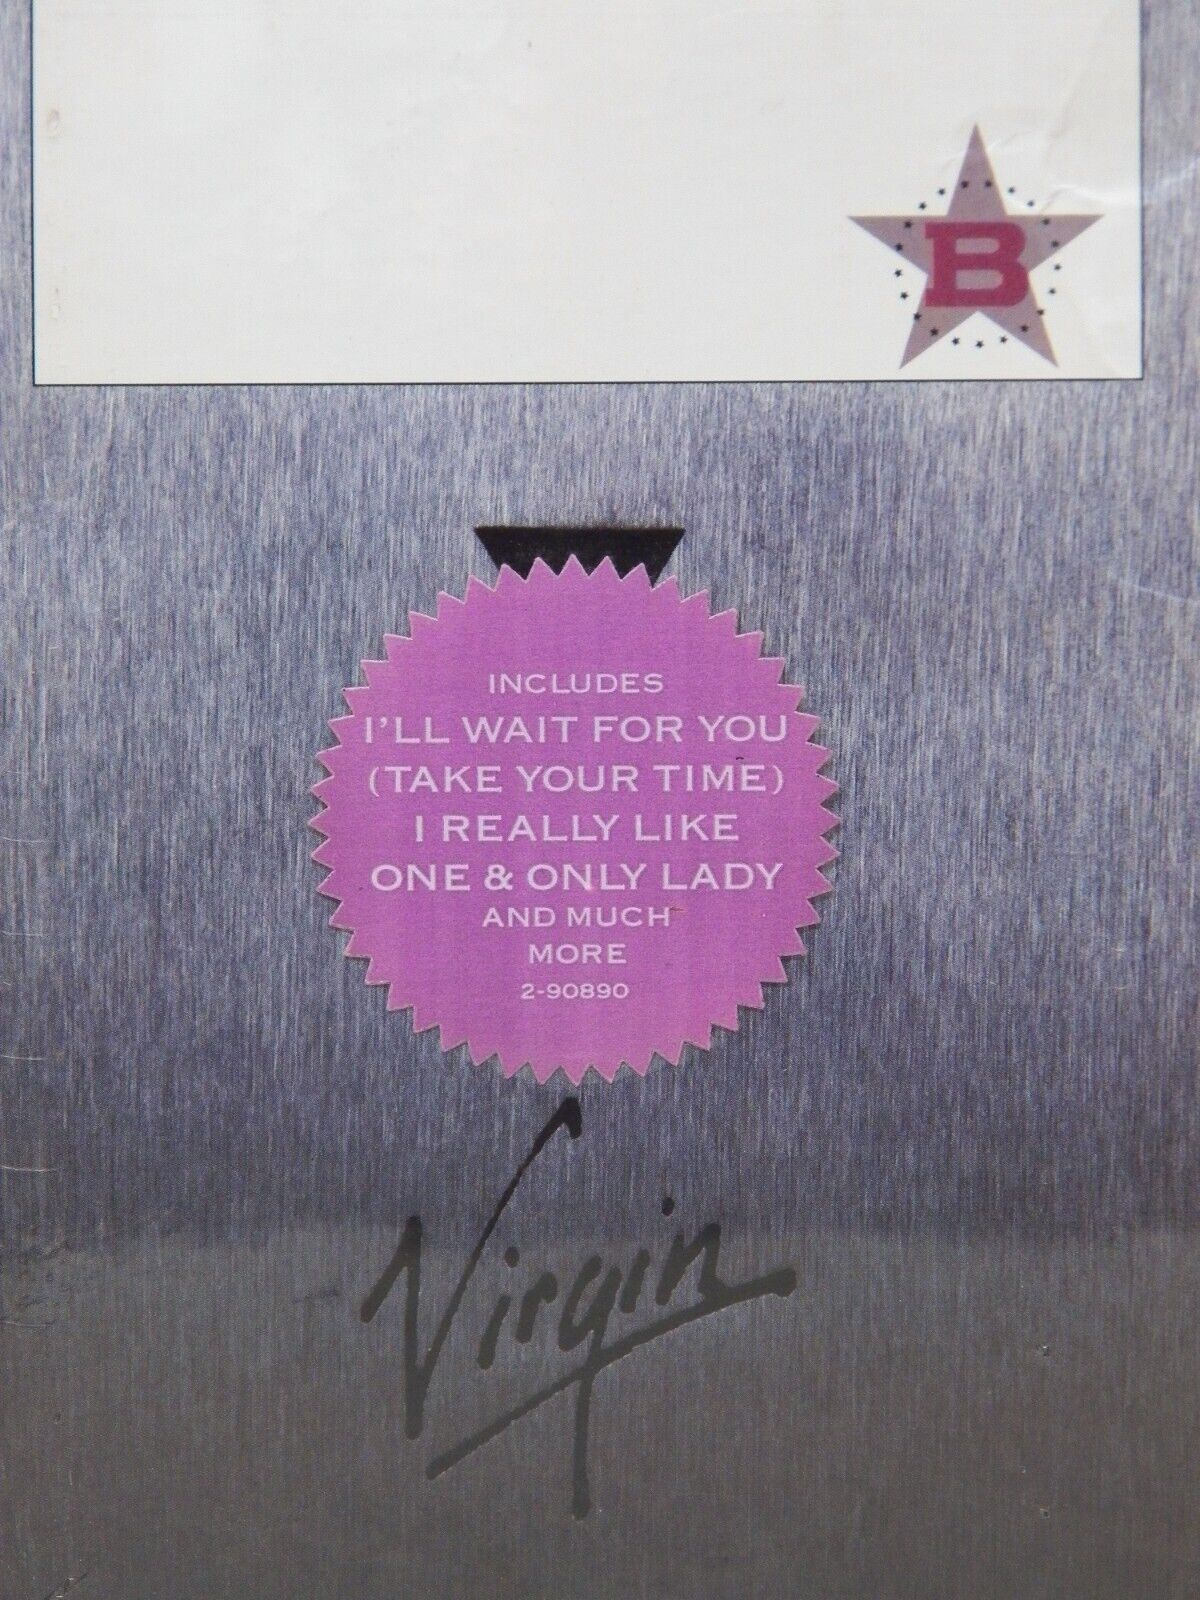 B
INCLUDES
I'LL WAIT FOR YOU
(TAKE YOUR TIME)
I REALLY LIKE
ONE & ONLY LADY
AND MUCH
MORE
2-90890
Virgin